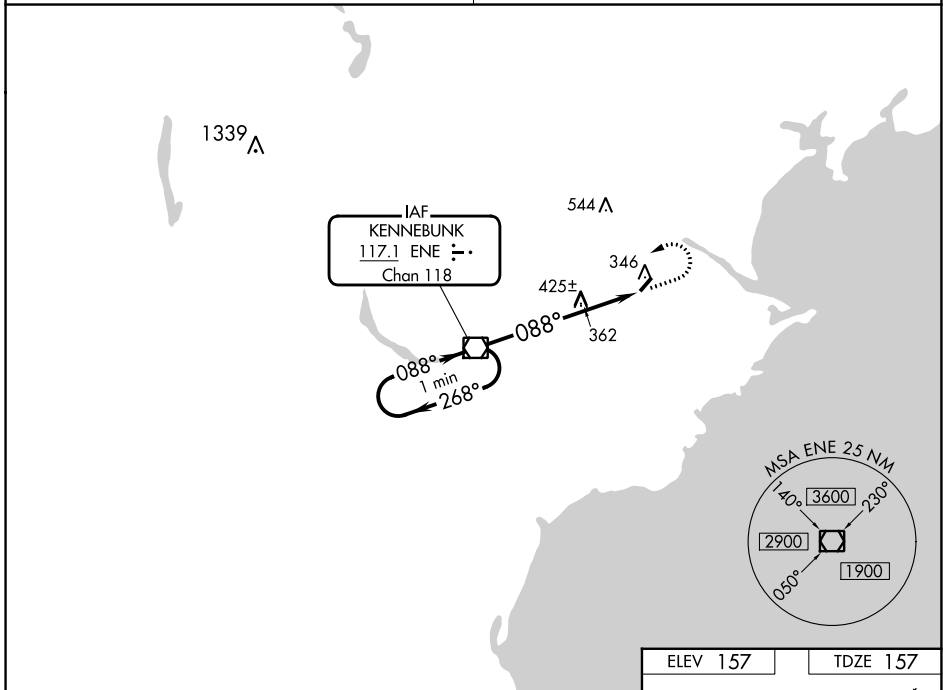 1339
544
IAF
KENNEBUNK
117.1 ENE
Chan 118
346
425±
362
088°
088°
1 min
268°
MSA ENE 25 NM
140°
3600
230°
2900
1900
050°
ELEV 157
TDZE 157